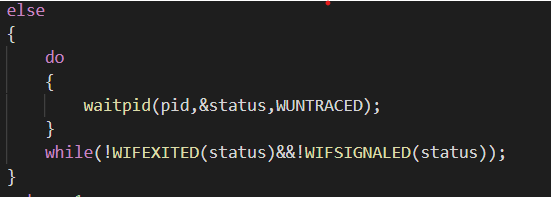 else
{
do
{
waitpid(pid,&status,WUNTRACED);
}
while(!WIFEXITED(status)&&!WIFSIGNALED(status));
}